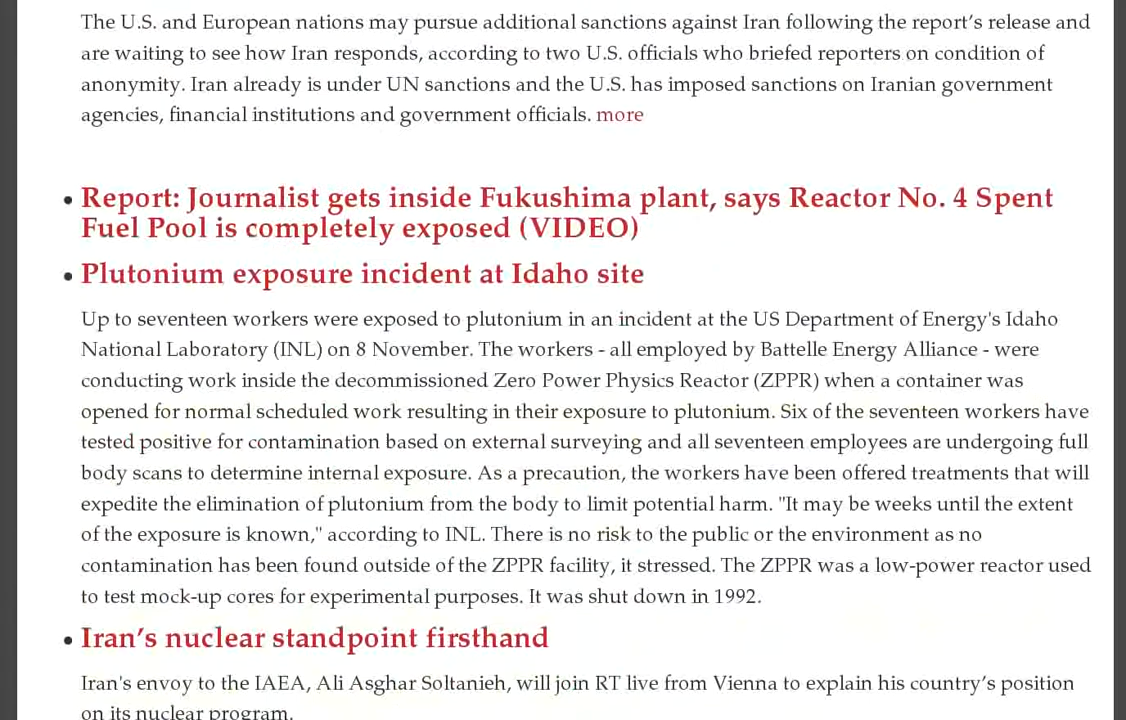 The U.S. and European nations may pursue additional sanctions against Iran following the report’s release and
are waiting to see how Iran responds, according to two U.S. officials who briefed reporters on condition of
anonymity. Iran already is under UN sanctions and the U.S. has imposed sanctions on Iranian government
agencies, financial institutions and government officials. more
• Report: Journalist gets inside Fukushima plant, says Reactor No. 4 Spent
Fuel Pool is completely exposed (VIDEO)
• Plutonium exposure incident at Idaho site
Up to seventeen workers were exposed to plutonium in an incident at the US Department of Energy's Idaho
National Laboratory (INL) on 8 November. The workers - all employed by Battelle Energy Alliance - were
conducting work inside the decommissioned Zero Power Physics Reactor (ZPPR) when a container was
opened for normal scheduled work resulting in their exposure to plutonium. Six of the seventeen workers have
tested positive for contamination based on external surveying and all seventeen employees are undergoing full
body scans to determine internal exposure. As a precaution, the workers have been offered treatments that will
expedite the elimination of plutonium from the body to limit potential harm. "It may be weeks until the extent
of the exposure is known," according to INL. There is no risk to the public or the environment as no
contamination has been found outside of the ZPPR facility, it stressed. The ZPPR was a low-power reactor used
to test mock-up cores for experimental purposes. It was shut down in 1992.
• Iran’s nuclear standpoint firsthand
Iran's envoy to the IAEA, Ali Asghar Soltanieh, will join RT live from Vienna to explain his country’s position
on its nuclear program.